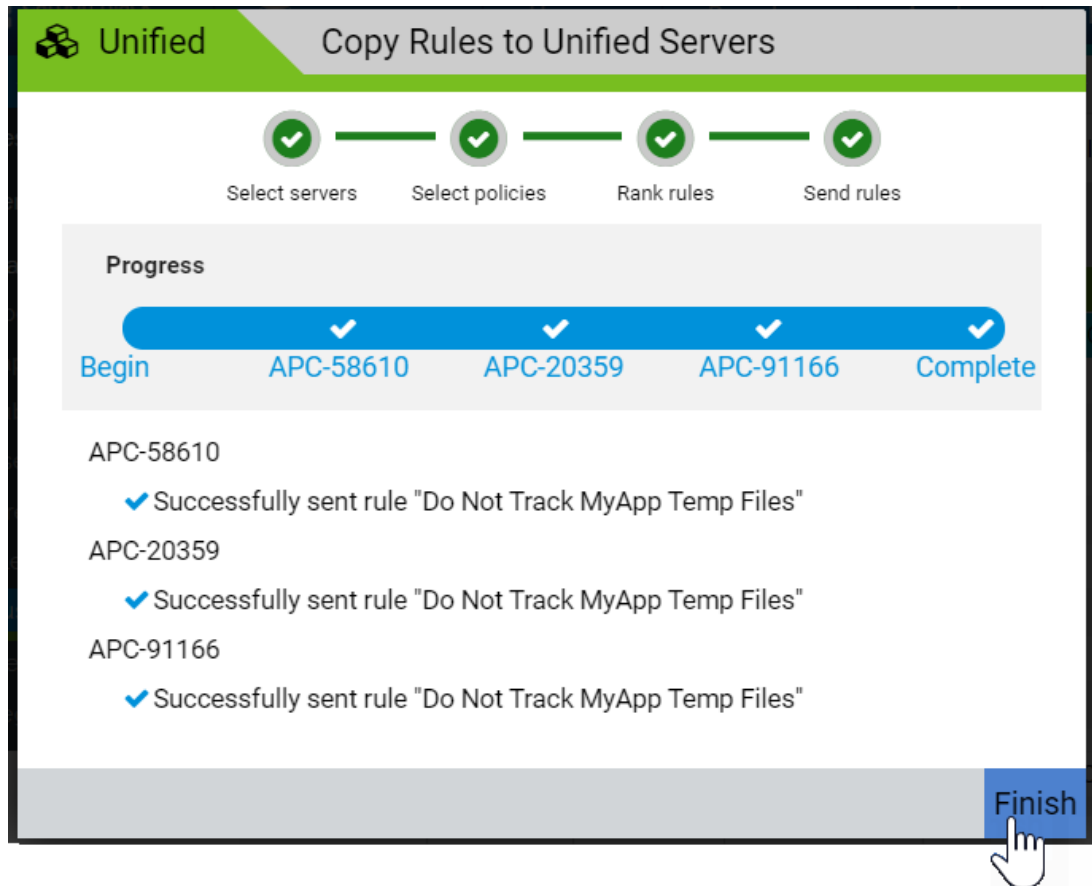 Unified Copy Rules to Unified Servers
Select servers Select policies Rank rules Send rules
Progress
Begin APC-58610 APC-20359 APC-91166 Complete
APC-58610
Successfully sent rule "Do Not Track MyApp Temp Files"
APC-20359
Successfully sent rule "Do Not Track MyApp Temp Files"
APC-91166
Successfully sent rule "Do Not Track MyApp Temp Files"
Finish